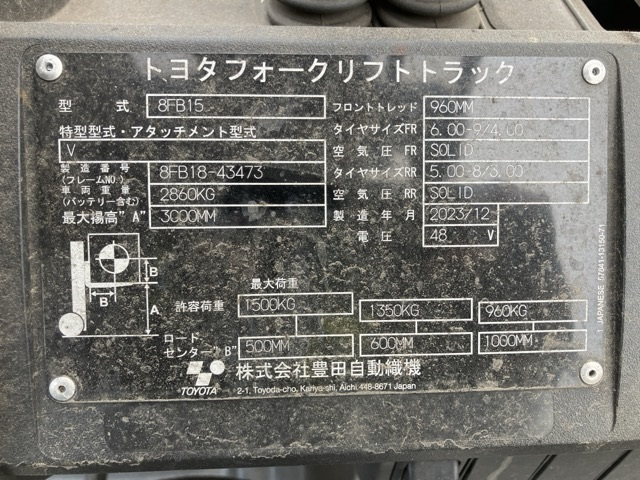 トヨタフォークリフトトラック
型式 8FB15 フロントトレッド 960MM
特型型式・アタッチメント型式 タイヤサイズFR 6.00-9/4.00
V 空気圧FR SOLID
製造番号(フレームNO.) 8FB18-43473 タイヤサイズRR 5.00-8/3.00
車両重量(バッテリー含む) 2860KG 空気圧RR SOLID
最大揚高"A" 3000MM 製造年月 2023/12
電圧 48 V
B
B
A
最大荷重
許容荷重 1500KG 1350KG 960KG
ロードセンター"B" 500MM 600MM 1000MM
TOYOTA 株式会社豊田自動織機
2-1, Toyoda-cho, Kariya-shi, Aichi 448-8671 Japan
JAPANESE